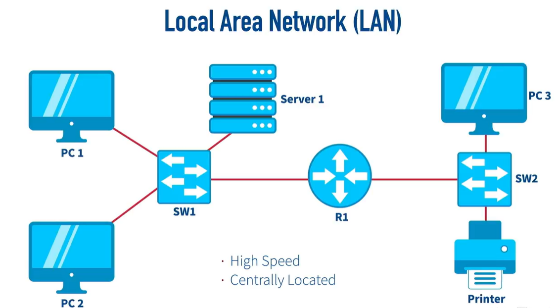 Local Area Network (LAN)
PC 1
Server 1
PC 3
SW1
R1
SW2
PC 2
· High Speed
· Centrally Located
Printer